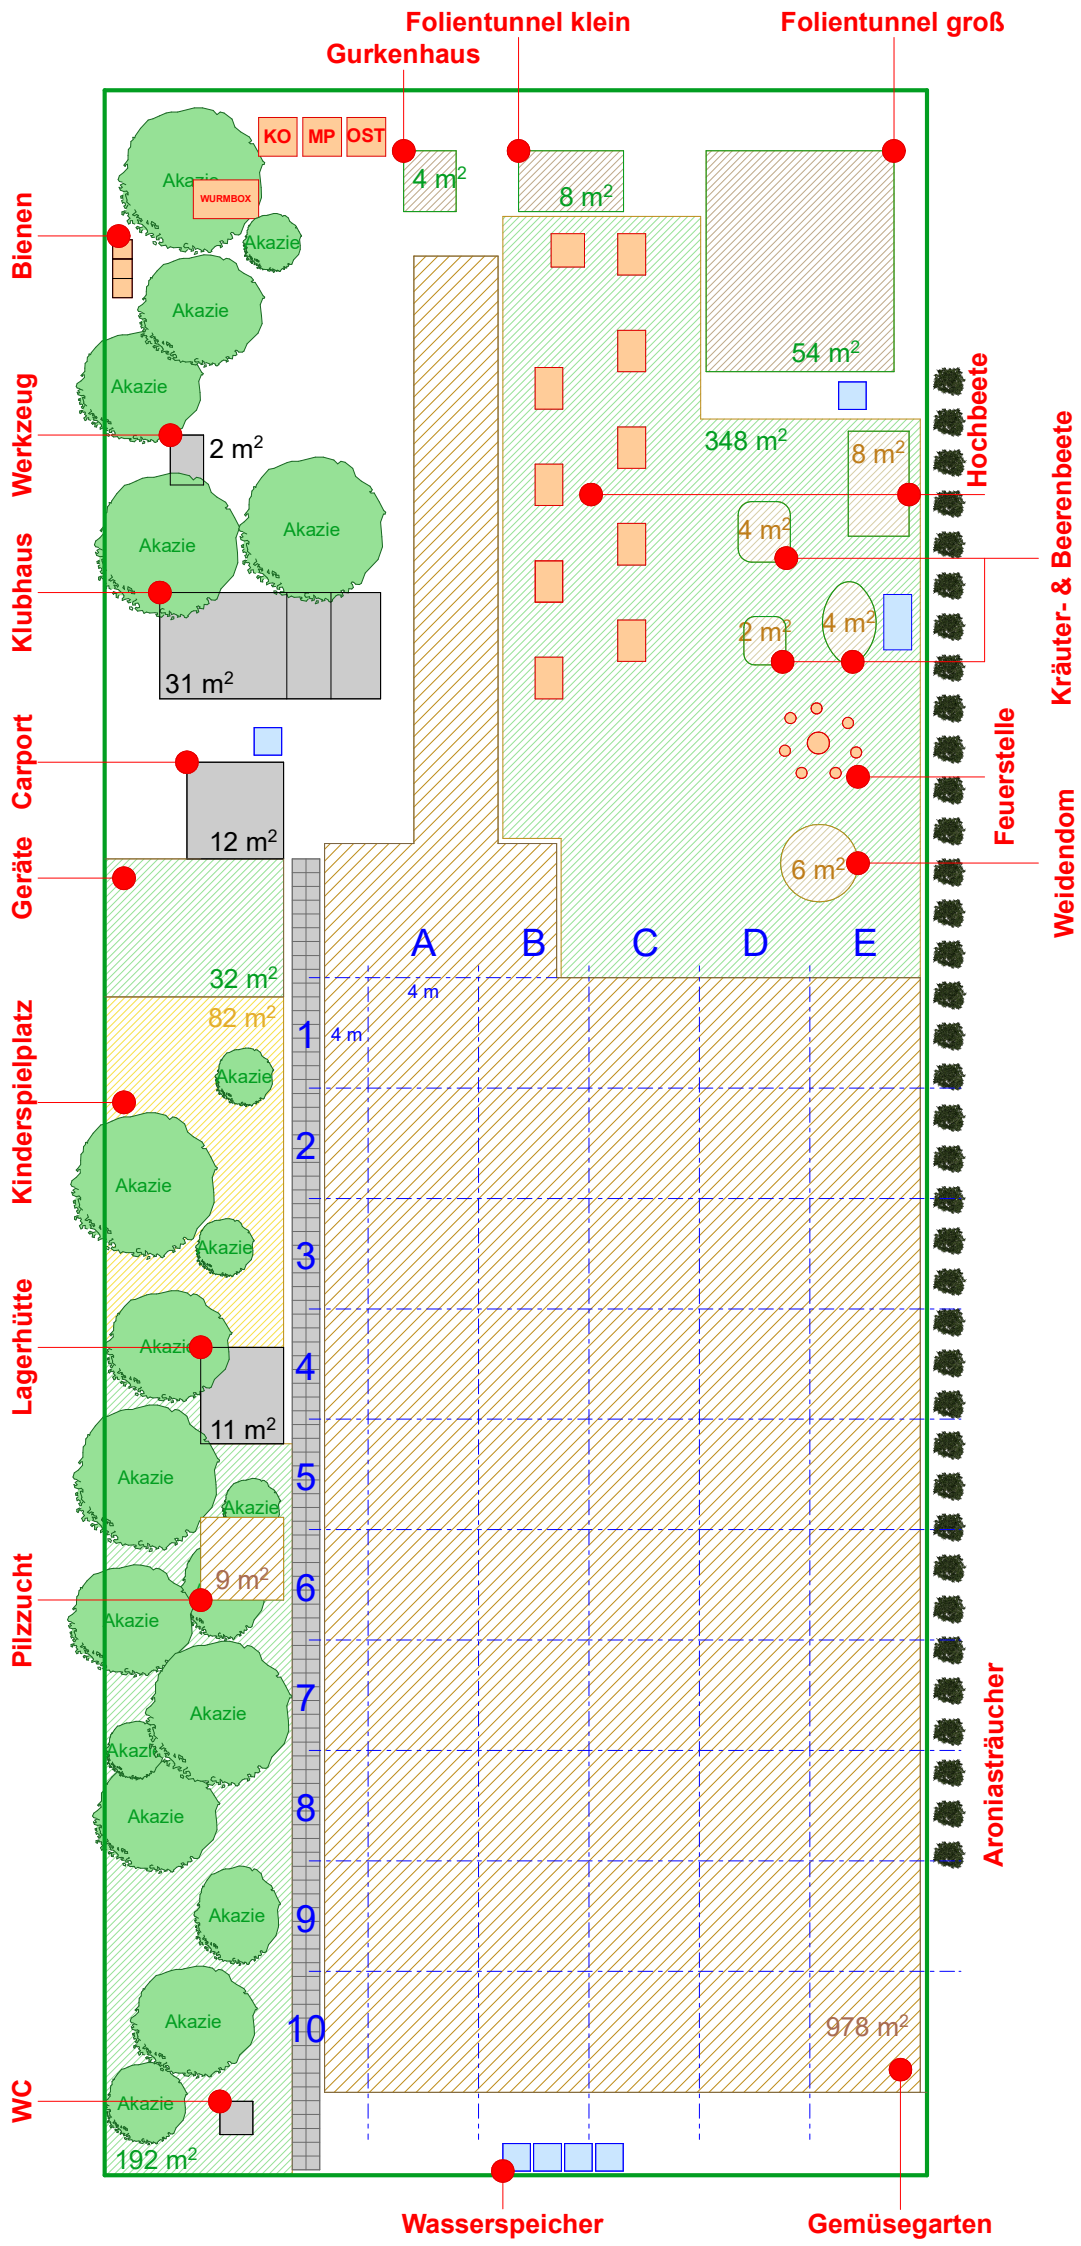 Folientunnel klein
Folientunnel groß
Gurkenhaus
KO
MP
OST
Akazie
WURMBOX
4 m²
8 m²
Bienen
Akazie
Akazie
54 m²
Akazie
Werkzeug
2 m²
348 m²
8 m²
Hochbeete
Akazie
Akazie
4 m²
Kräuter- & Beerenbeete
Klubhaus
2 m²
4 m²
31 m²
Carport
12 m²
Feuerstelle
Geräte
6 m²
Weidendom
A
B
C
D
E
32 m²
4 m
82 m²
1
4 m
Kinderspielplatz
Akazie
2
Akazie
3
Akazie
Lagerhütte
Akazie
4
11 m²
Akazie
5
Akazie
Pilzzucht
9 m²
6
Akazie
7
Akazie
Akazie
Aroniasträucher
8
Akazie
9
Akazie
10
Akazie
978 m²
WC
Akazie
192 m²
Wasserspeicher
Gemüsegarten